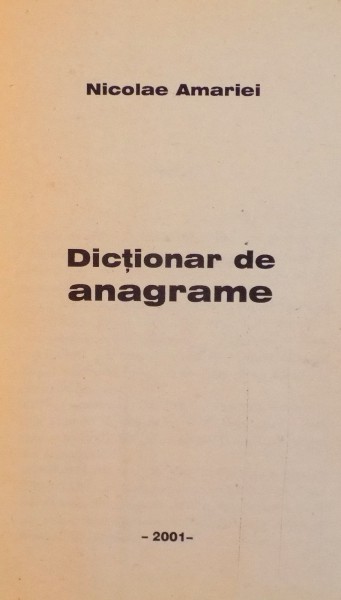 Nicolae Amariei
Dicționar de
anagrame
– 2001–